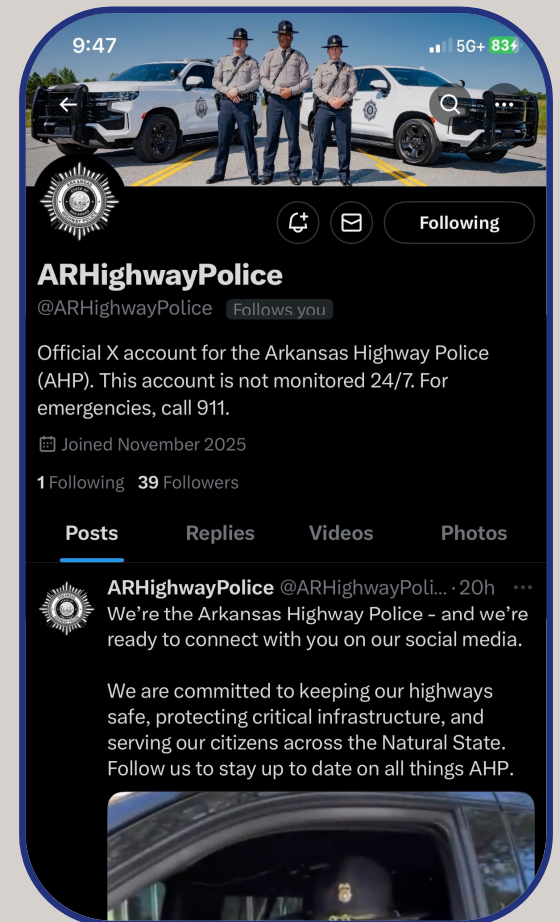 9:47
5G+ 83
Following
ARHighwayPolice
@ARHighwayPolice Follows you
Official X account for the Arkansas Highway Police
(AHP). This account is not monitored 24/7. For
emergencies, call 911.
Joined November 2025
1 Following 39 Followers
Posts Replies Videos Photos
ARHighwayPolice @ARHighwayPoli... · 20h
We’re the Arkansas Highway Police - and we’re
ready to connect with you on our social media.
We are committed to keeping our highways
safe, protecting critical infrastructure, and
serving our citizens across the Natural State.
Follow us to stay up to date on all things AHP.